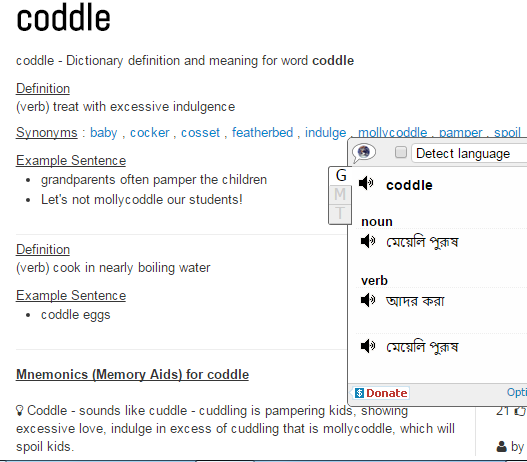 coddle
coddle - Dictionary definition and meaning for word coddle
Definition
(verb) treat with excessive indulgence
Synonyms : baby , cocker , cosset , featherbed , indulge , mollycoddle , pamper , spoil
Example Sentence
grandparents often pamper the children
Let's not mollycoddle our students!
Definition
(verb) cook in nearly boiling water
Example Sentence
coddle eggs
Mnemonics (Memory Aids) for coddle
Coddle - sounds like cuddle - cuddling is pampering kids, showing
excessive love, indulge in excess of cuddling that is mollycoddle, which will
spoil kids.
21
by
Detect language
G
M
T
coddle
noun
মেয়েলি পুরূষ
verb
আদর করা
মেয়েলি পুরূষ
Donate
Opti